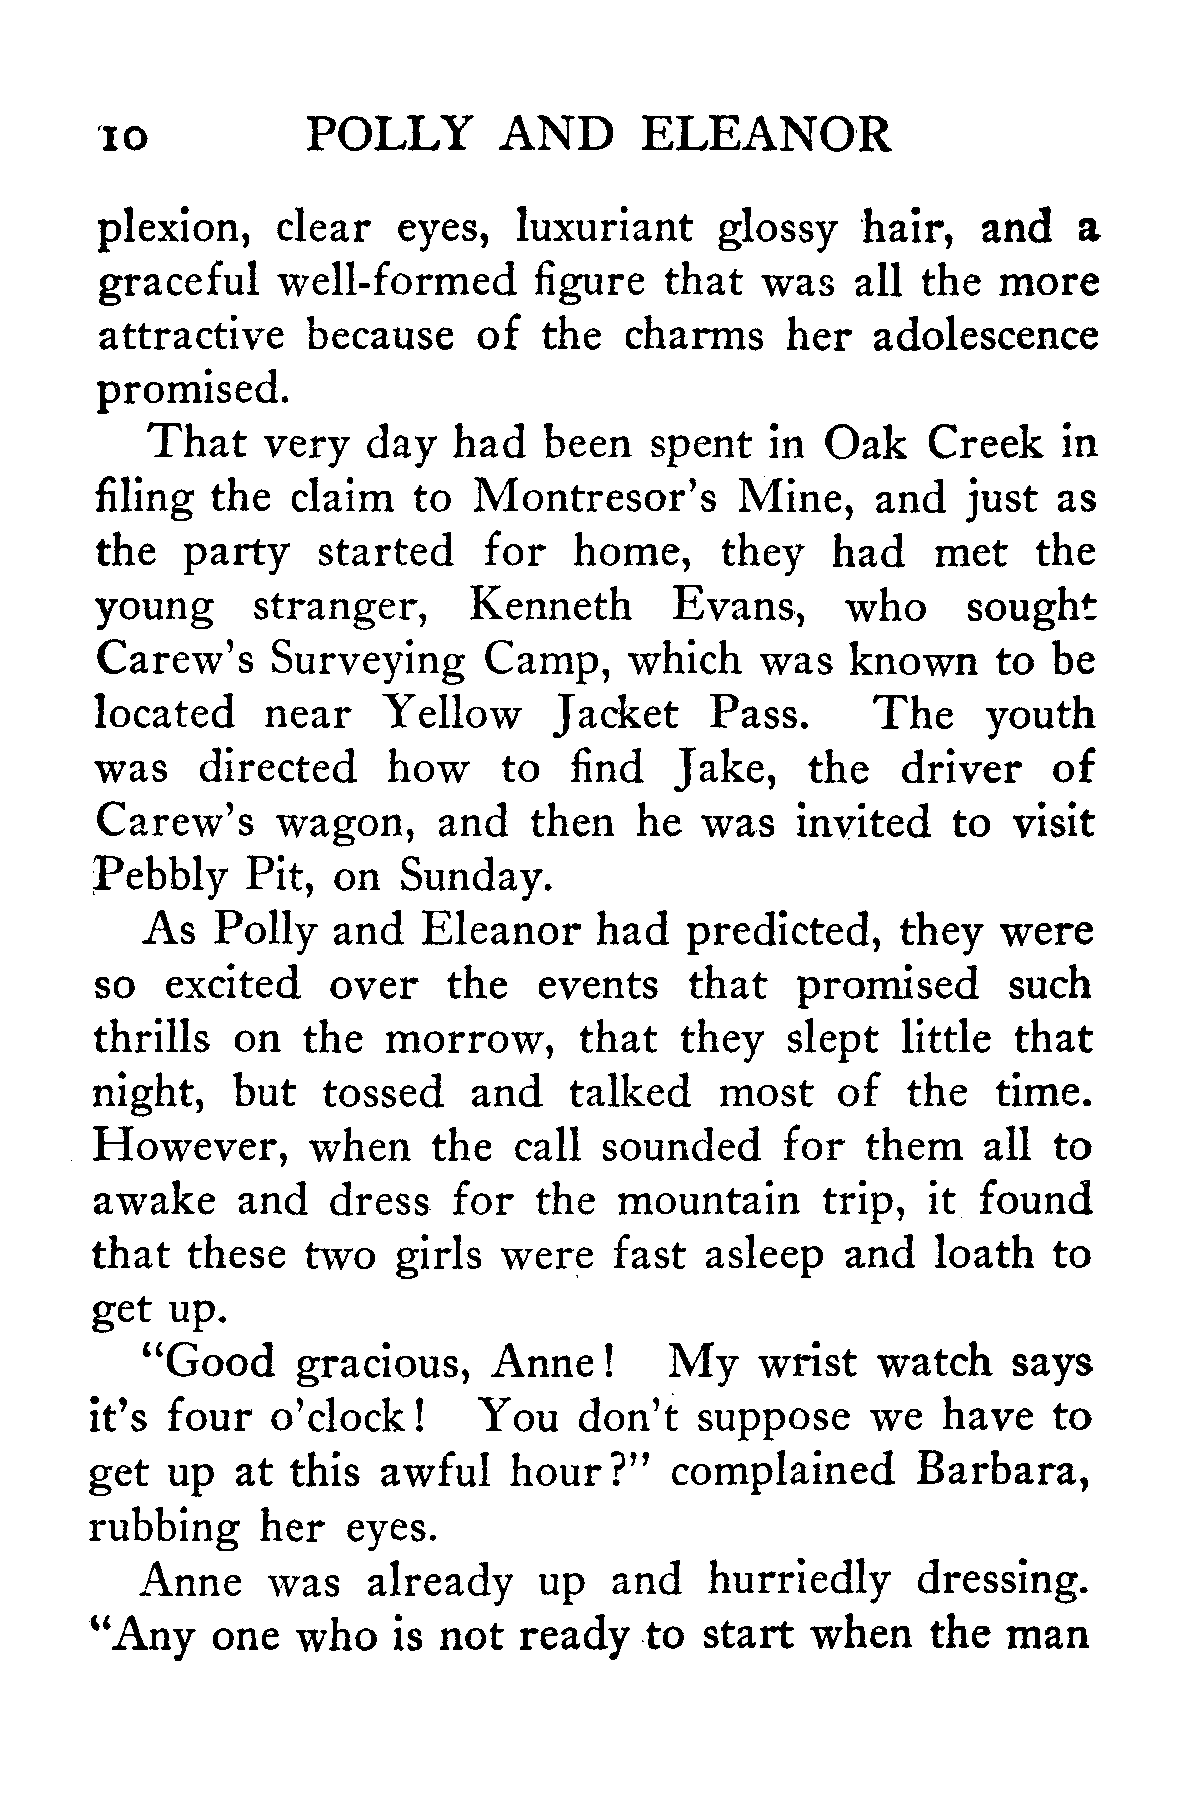 10 POLLY AND ELEANOR
plexion, clear eyes, luxuriant glossy hair, and a
graceful well-formed figure that was all the more
attractive because of the charms her adolescence
promised.
That very day had been spent in Oak Creek in
filing the claim to Montresor's Mine, and just as
the party started for home, they had met the
young stranger, Kenneth Evans, who sought
Carew's Surveying Camp, which was known to be
located near Yellow Jacket Pass. The youth
was directed how to find Jake, the driver of
Carew's wagon, and then he was invited to visit
Pebbly Pit, on Sunday.
As Polly and Eleanor had predicted, they were
so excited over the events that promised such
thrills on the morrow, that they slept little that
night, but tossed and talked most of the time.
However, when the call sounded for them all to
awake and dress for the mountain trip, it found
that these two girls were fast asleep and loath to
get up.
"Good gracious, Anne! My wrist watch says
it's four o'clock! You don't suppose we have to
get up at this awful hour?" complained Barbara,
rubbing her eyes.
Anne was already up and hurriedly dressing.
"Any one who is not ready to start when the man